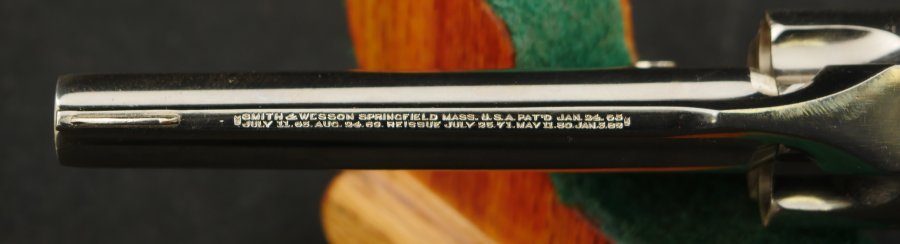 SMITH & WESSON SPRINGFIELD MASS. U.S.A. PAT'D JAN. 24. 65
JULY 11. 65. AUG. 24. 69. REISSUE JULY 25. 71. MAY 11. 80. JAN. 3. 82